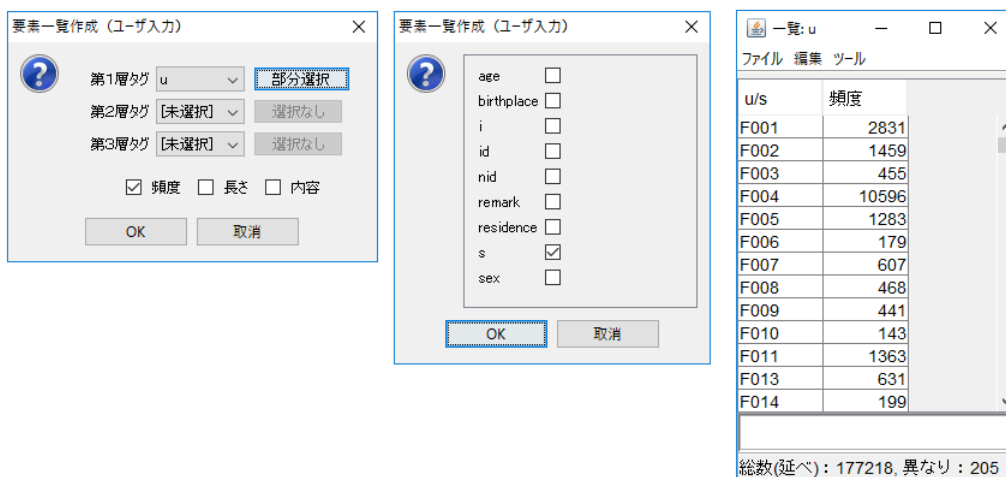 要素一覧作成（ユーザ入力）
第1層タグ u 部分選択
第2層タグ [未選択] 選択なし
第3層タグ [未選択] 選択なし
頻度 長さ 内容
OK 取消
要素一覧作成（ユーザ入力）
age
birthplace
i
id
nid
remark
residence
s
sex
OK 取消
一覧: u
ファイル 編集 ツール
u/s 頻度
F001 2831
F002 1459
F003 455
F004 10596
F005 1283
F006 179
F007 607
F008 468
F009 441
F010 143
F011 1363
F013 631
F014 199
総数(延べ) : 177218, 異なり : 205